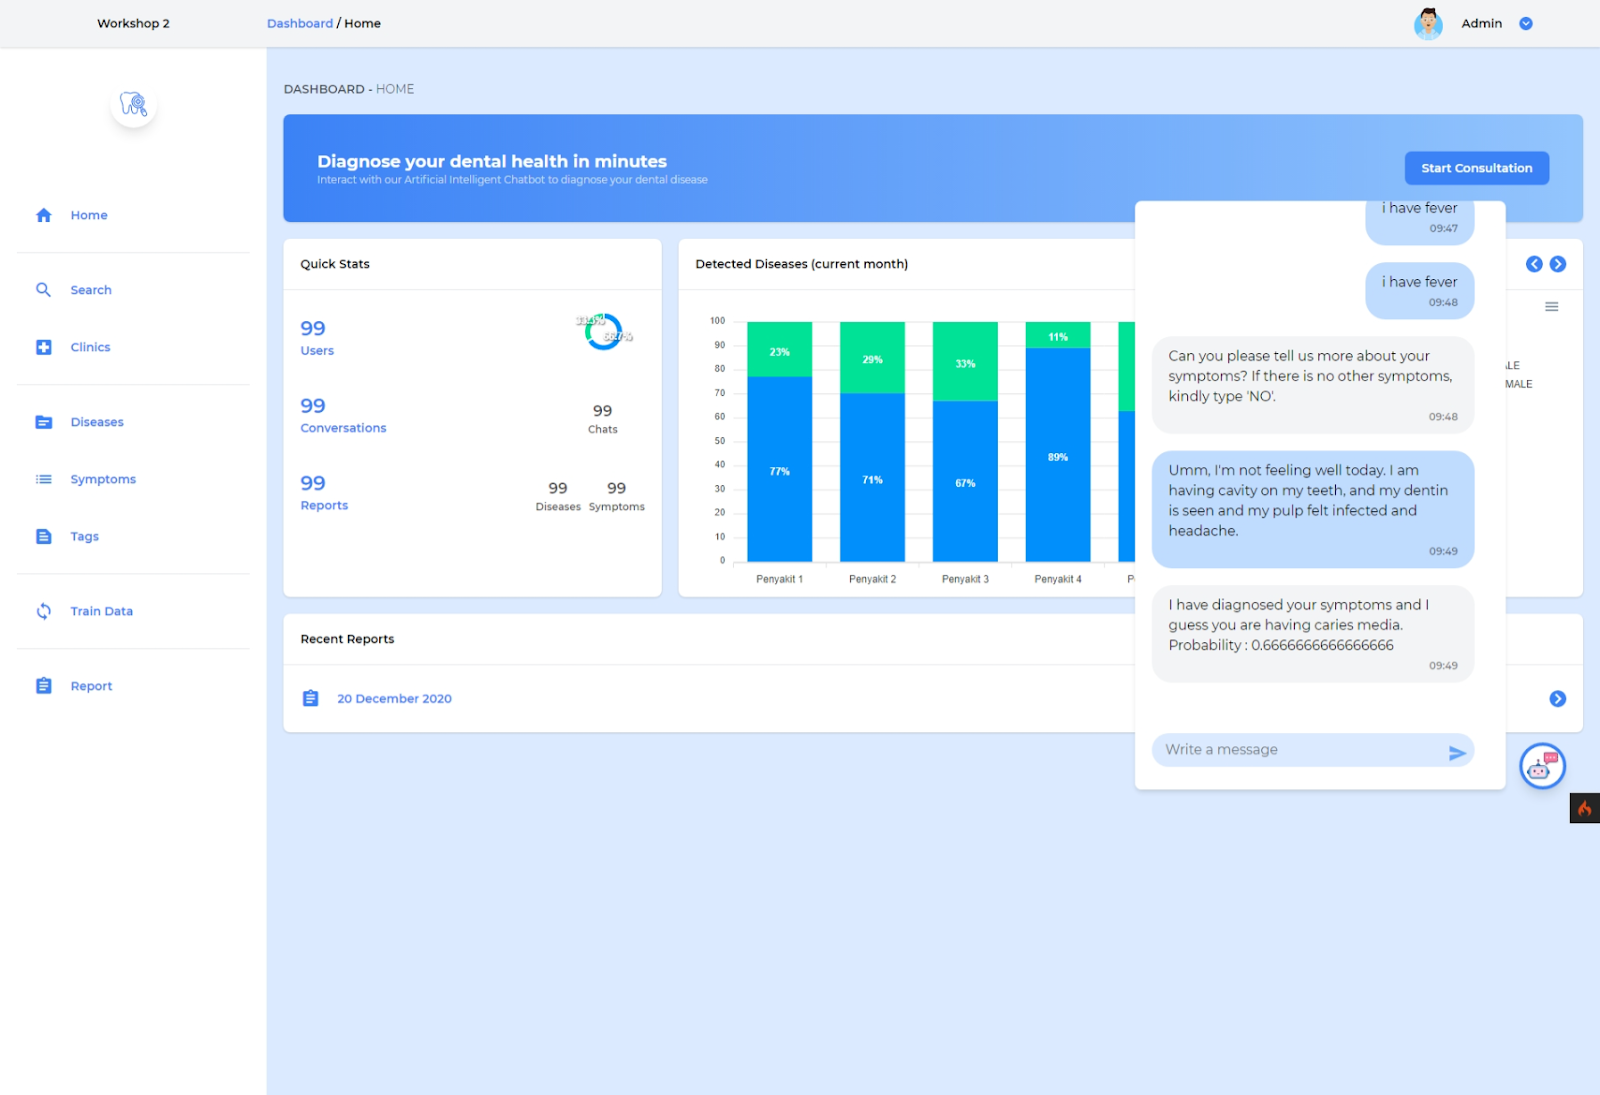 Workshop 2
Dashboard / Home
Admin
Home
Search
Clinics
Diseases
Symptoms
Tags
Train Data
Report
DASHBOARD - HOME
Diagnose your dental health in minutes
Interact with our Artificial Intelligent Chatbot to diagnose your dental disease
Start Consultation
Quick Stats
99
Users
99
Conversations
99
Chats
99
Reports
99
Diseases
99
Symptoms
Detected Diseases (current month)
100
90
80
70
60
50
40
30
20
10
0
23%
29%
33%
11%
77%
71%
67%
89%
Penyakit 1
Penyakit 2
Penyakit 3
Penyakit 4
Recent Reports
20 December 2020
i have fever
09:47
i have fever
09:48
Can you please tell us more about your
symptoms? If there is no other symptoms,
kindly type 'NO'.
09:48
Umm, I'm not feeling well today. I am
having cavity on my teeth, and my dentin
is seen and my pulp felt infected and
headache.
09:49
I have diagnosed your symptoms and I
guess you are having caries media.
Probability : 0.6666666666666666
09:49
Write a message